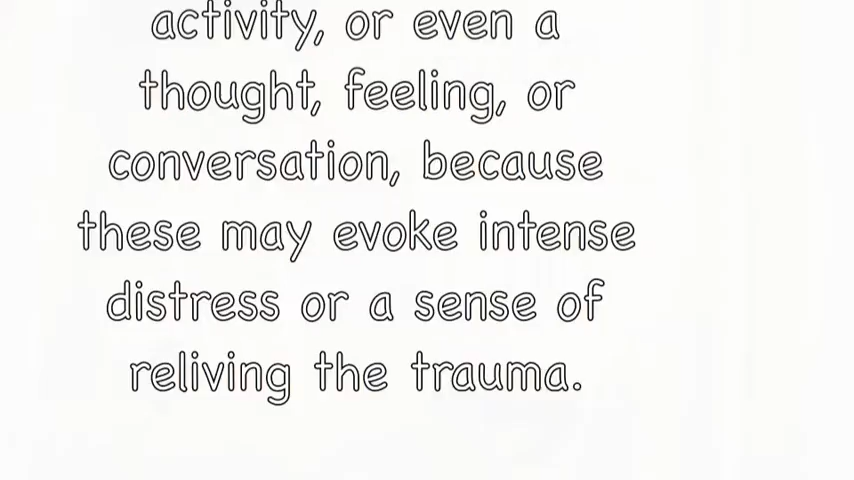 activity, or even a
thought, feeling, or
conversation, because
these may evoke intense
distress or a sense of
reliving the trauma.